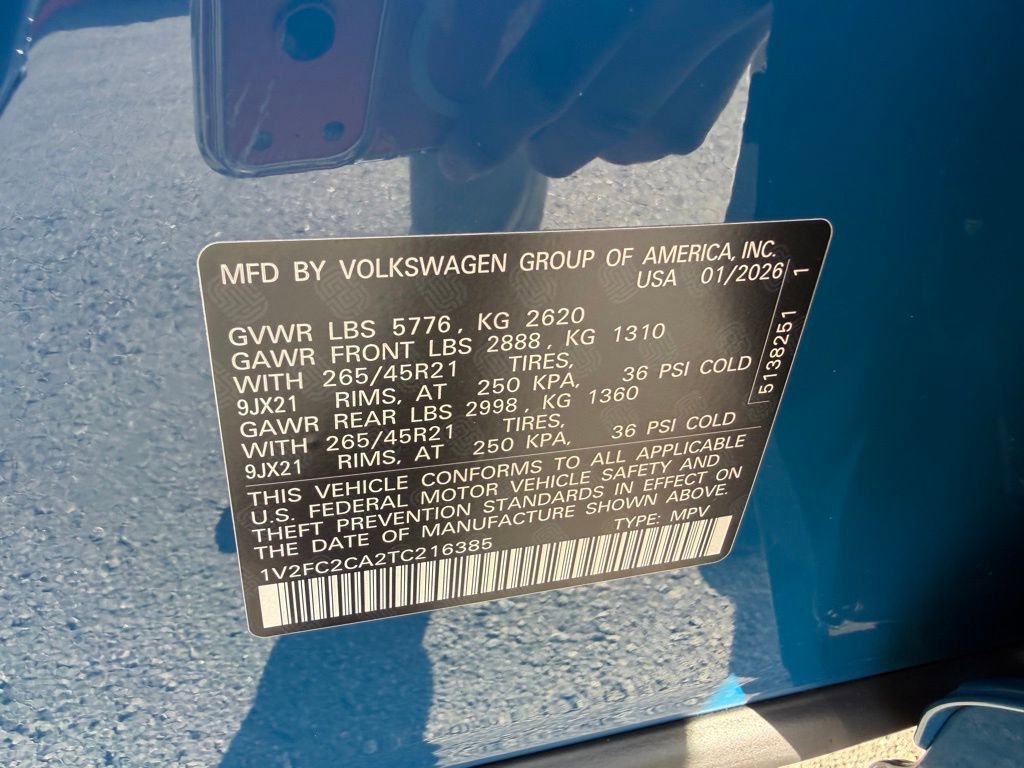 MFD BY VOLKSWAGEN GROUP OF AMERICA, INC.
USA 01/2026
GVWR LBS 5776, KG 2620
GAWR FRONT LBS 2888, KG 1310
WITH 265/45R21 TIRES,
9JX21 RIMS, AT 250 KPA, 36 PSI COLD
GAWR REAR LBS 2998, KG 1360
WITH 265/45R21 TIRES,
9JX21 RIMS, AT 250 KPA, 36 PSI COLD
THIS VEHICLE CONFORMS TO ALL APPLICABLE
U.S. FEDERAL MOTOR VEHICLE SAFETY AND
THEFT PREVENTION STANDARDS IN EFFECT ON
THE DATE OF MANUFACTURE SHOWN ABOVE.
TYPE: MPV
1V2FC2CA2TC216385
5138251 1